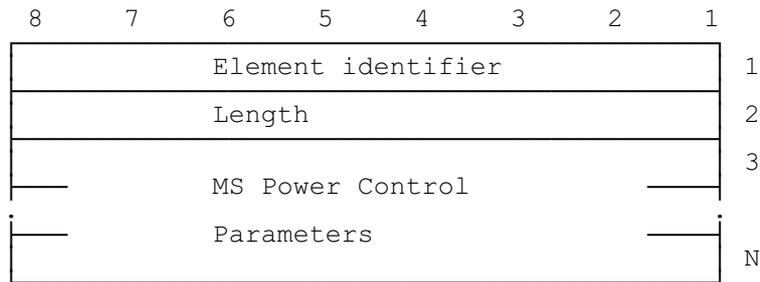 8 7 6 5 4 3 2 1
Element identifier 1
Length 2
3
MS Power Control
Parameters
N